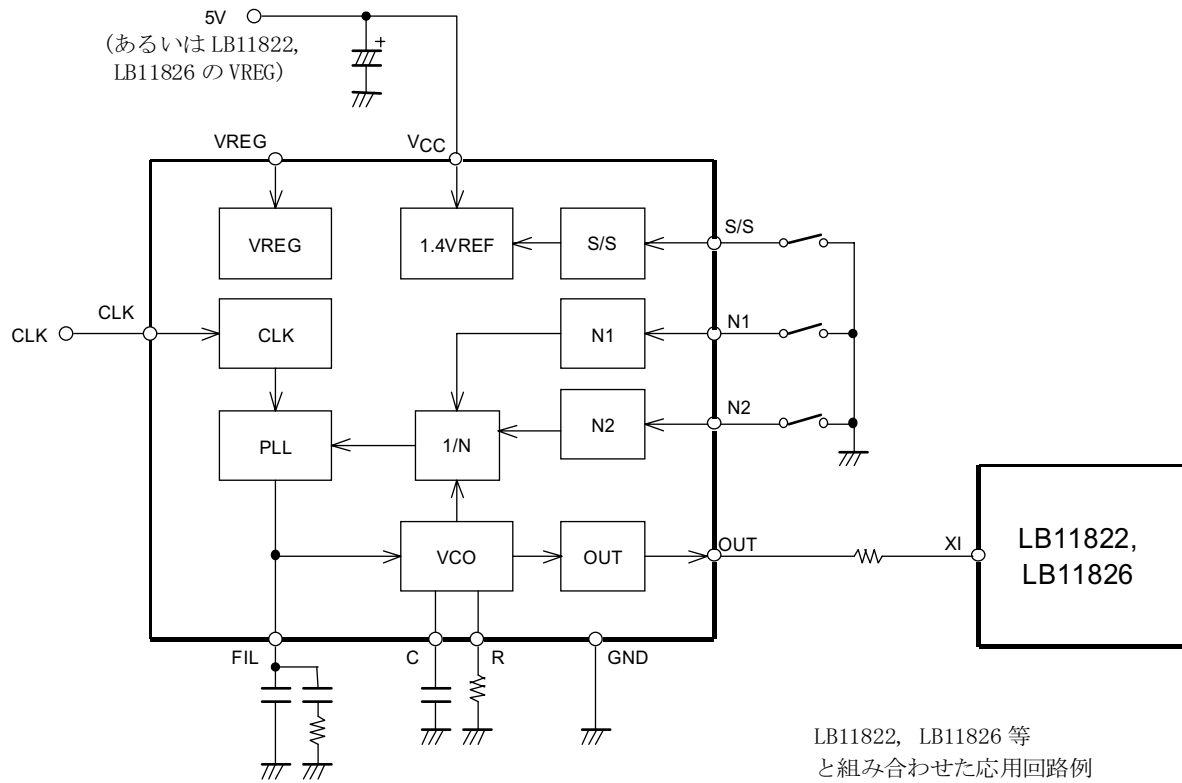 5V
(あるいは LB11822,
LB11826 の VREG)
+
VREG
VCC
VREG
1.4VREF
S/S
S/S
CLK
CLK
CLK
N1
N1
PLL
1/N
N2
N2
VCO
OUT
OUT
XI
LB11822,
LB11826
FIL
C
R
GND
LB11822, LB11826 等
と組み合わせた応用回路例